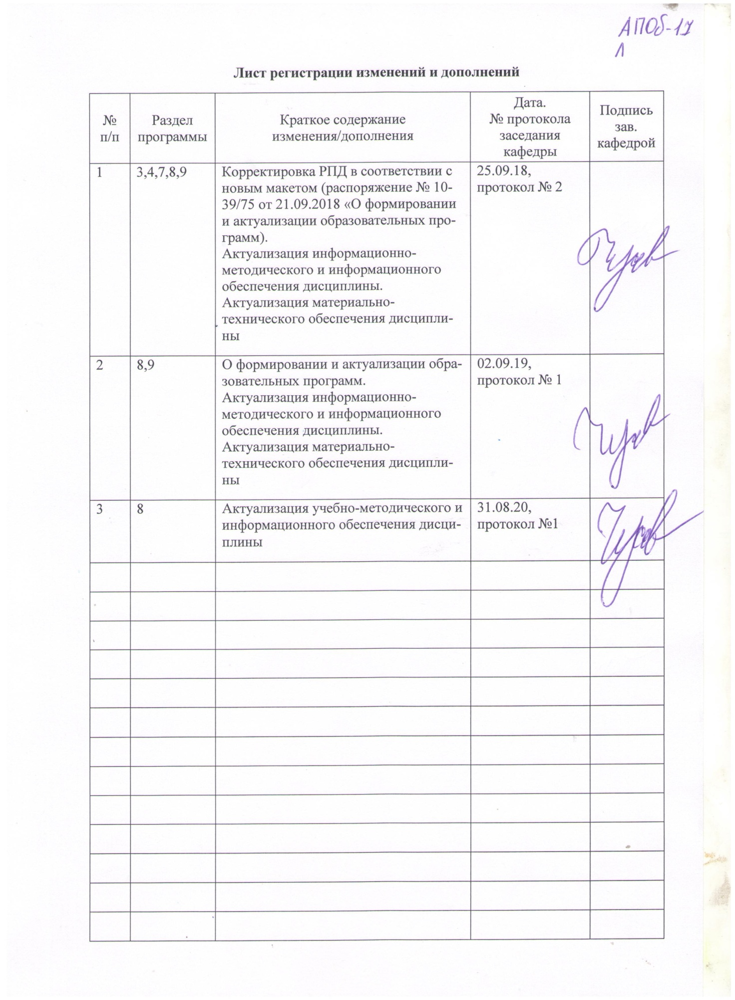 АПОб-17
Л
Лист регистрации изменений и дополнений
№
п/п
Раздел
программы
Краткое содержание
изменения/дополнения
Дата.
№ протокола
заседания
кафедры
Подпись
зав.
кафедрой
1
3,4,7,8,9
Корректировка РПД в соответствии с
новым макетом (распоряжение № 10-
39/75 от 21.09.2018 «О формировании
и актуализации образовательных про-
грамм).
Актуализация информационно-
методического и информационного
обеспечения дисциплины.
Актуализация материально-
технического обеспечения дисципли-
ны
25.09.18,
протокол № 2
2
8,9
О формировании и актуализации обра-
зовательных программ.
Актуализация информационно-
методического и информационного
обеспечения дисциплины.
Актуализация материально-
технического обеспечения дисципли-
ны
02.09.19,
протокол № 1
3
8
Актуализация учебно-методического и
информационного обеспечения дисци-
плины
31.08.20,
протокол №1